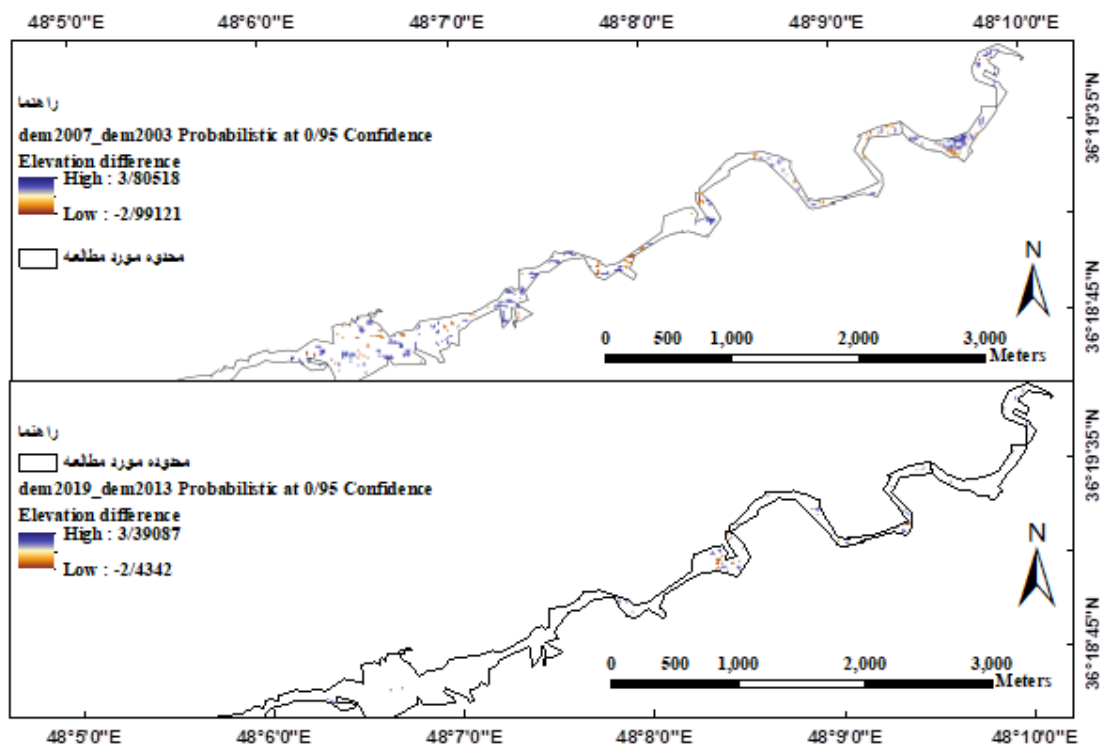 48°5'0"E 48°6'0"E 48°7'0"E 48°8'0"E 48°9'0"E 48°10'0"E
راهنما
dem2007_dem2003 Probabilistic at 0/95 Confidence
Elevation difference
High : 3/80518
Low : -2/99121
محدوه مورد مطالعه
36°19'35"N
36°18'45"N
N
0 500 1,000 2,000 3,000
Meters
راهنما
محدوده مورد مطالعه
dem2019_dem2013 Probabilistic at 0/95 Confidence
Elevation difference
High : 3/39087
Low : -2/4342
36°19'35"N
36°18'45"N
N
0 500 1,000 2,000 3,000
Meters
48°5'0"E 48°6'0"E 48°7'0"E 48°8'0"E 48°9'0"E 48°10'0"E